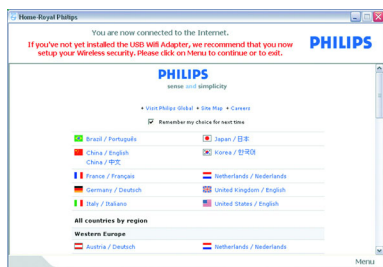 Home-Royal Philips
You are now connected to the Internet.
If you've not yet installed the USB Wifi Adapter, we recommend that you now
setup your Wireless security. Please click on Menu to continue or to exit.
PHILIPS
PHILIPS
sense and simplicity
• Visit Philips Global • Site Map • Careers
Remember my choice for next time
Brazil / Português
Japan / 日本
China / English
China / 中文
Korea / 한국어
France / Français
Netherlands / Nederlands
Germany / Deutsch
United Kingdom / English
Italy / Italiano
United States / English
All countries by region
Western Europe
Austria / Deutsch
Netherlands / Nederlands
Menu